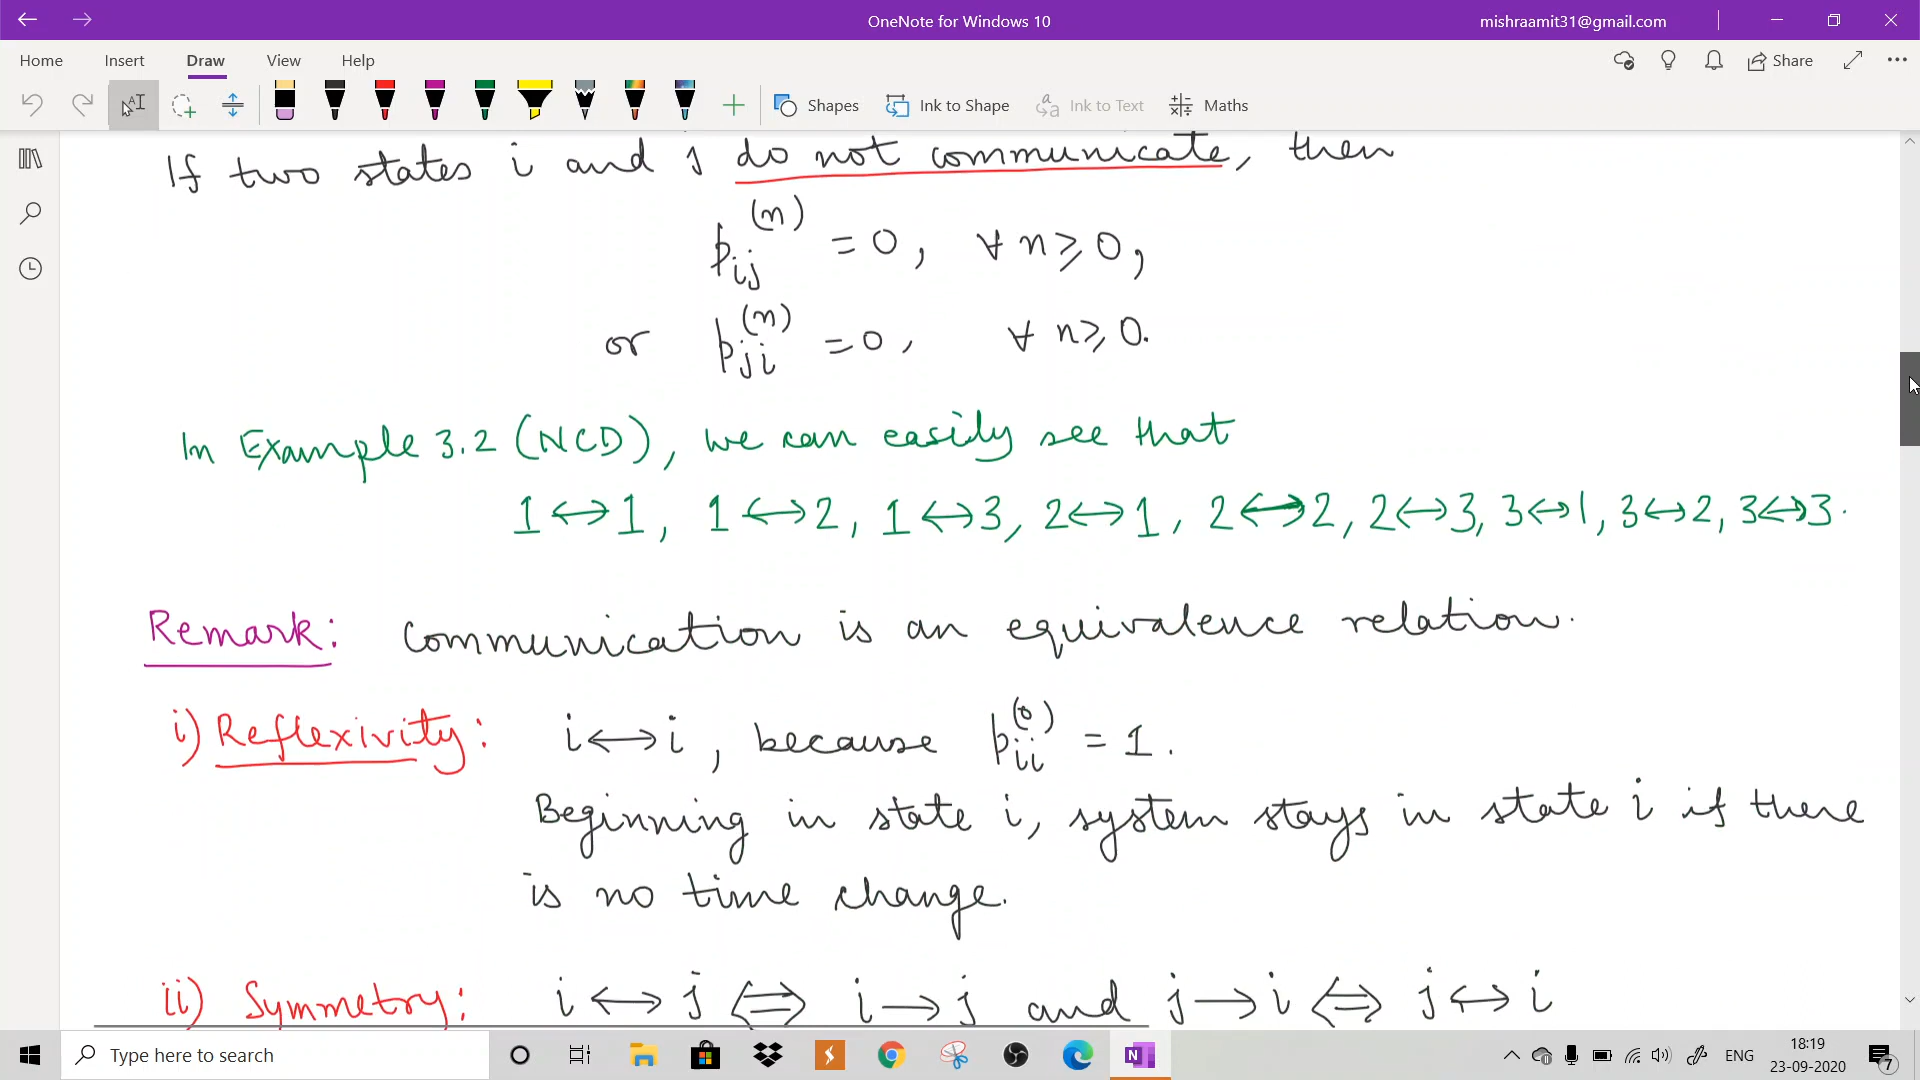 OneNote for Windows 10
mishraamit31@gmail.com
Home Insert Draw View Help
Share
Shapes Ink to Shape Ink to Text Maths
If two states i and j do not communicate, then
p_ij^(n) = 0, ∀ n ≥ 0,
or p_ji^(n) = 0, ∀ n ≥ 0.
In Example 3.2 (NCD), we can easily see that
1↔1, 1↔2, 1↔3, 2↔1, 2↔2, 2↔3, 3↔1, 3↔2, 3↔3.
Remark: Communication is an equivalence relation.
i) Reflexivity: i↔i, because p_ii^(0) = 1.
Beginning in state i, system stays in state i if there
is no time change.
ii) Symmetry: i↔j ⇔ i→j and j→i ⇔ j↔i
Type here to search
ENG
18:19
23-09-2020
7